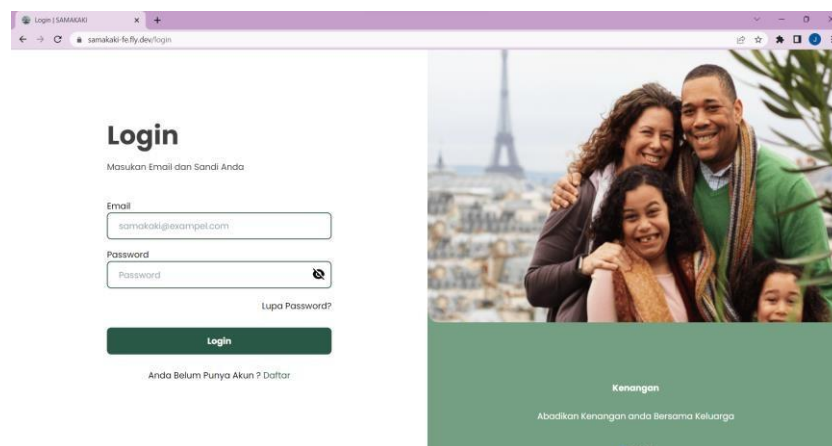 Login | SAMAKAKI
samakaki-fe.fly.dev/login
Login
Masukan Email dan Sandi Anda
Email
samakaki@exampel.com
Password
Password
Lupa Password?
Login
Anda Belum Punya Akun ? Daftar
Kenangan
Abadikan Kenangan anda Bersama Keluarga